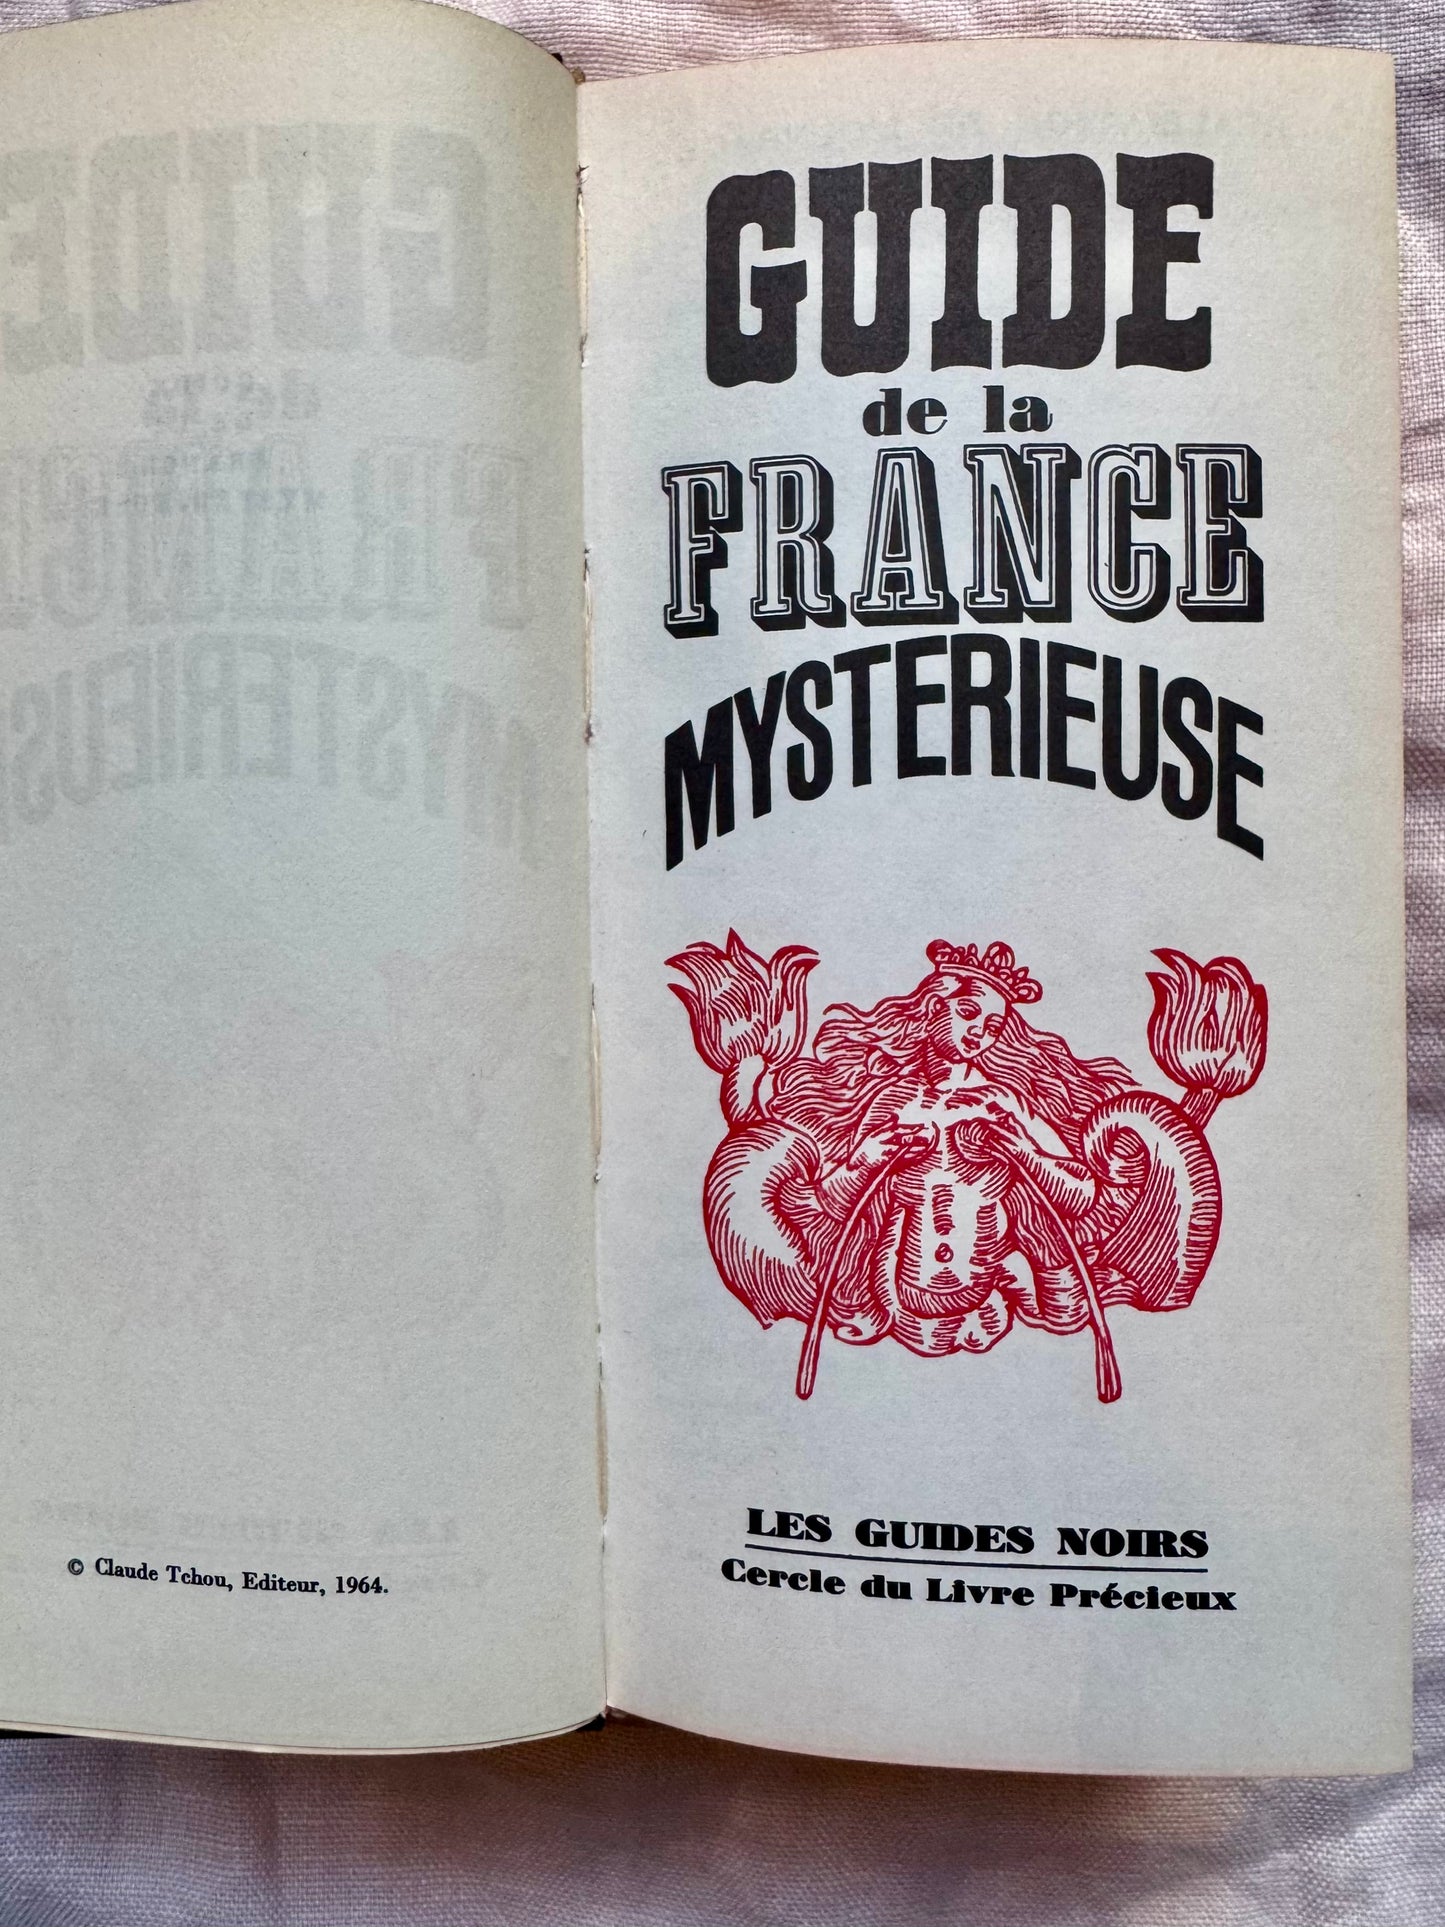 © Claude Tchou, Editeur, 1964.
GUIDE
de la
FRANCE
MYSTERIEUSE
LES GUIDES NOIRS
Cercle du Livre Précieux